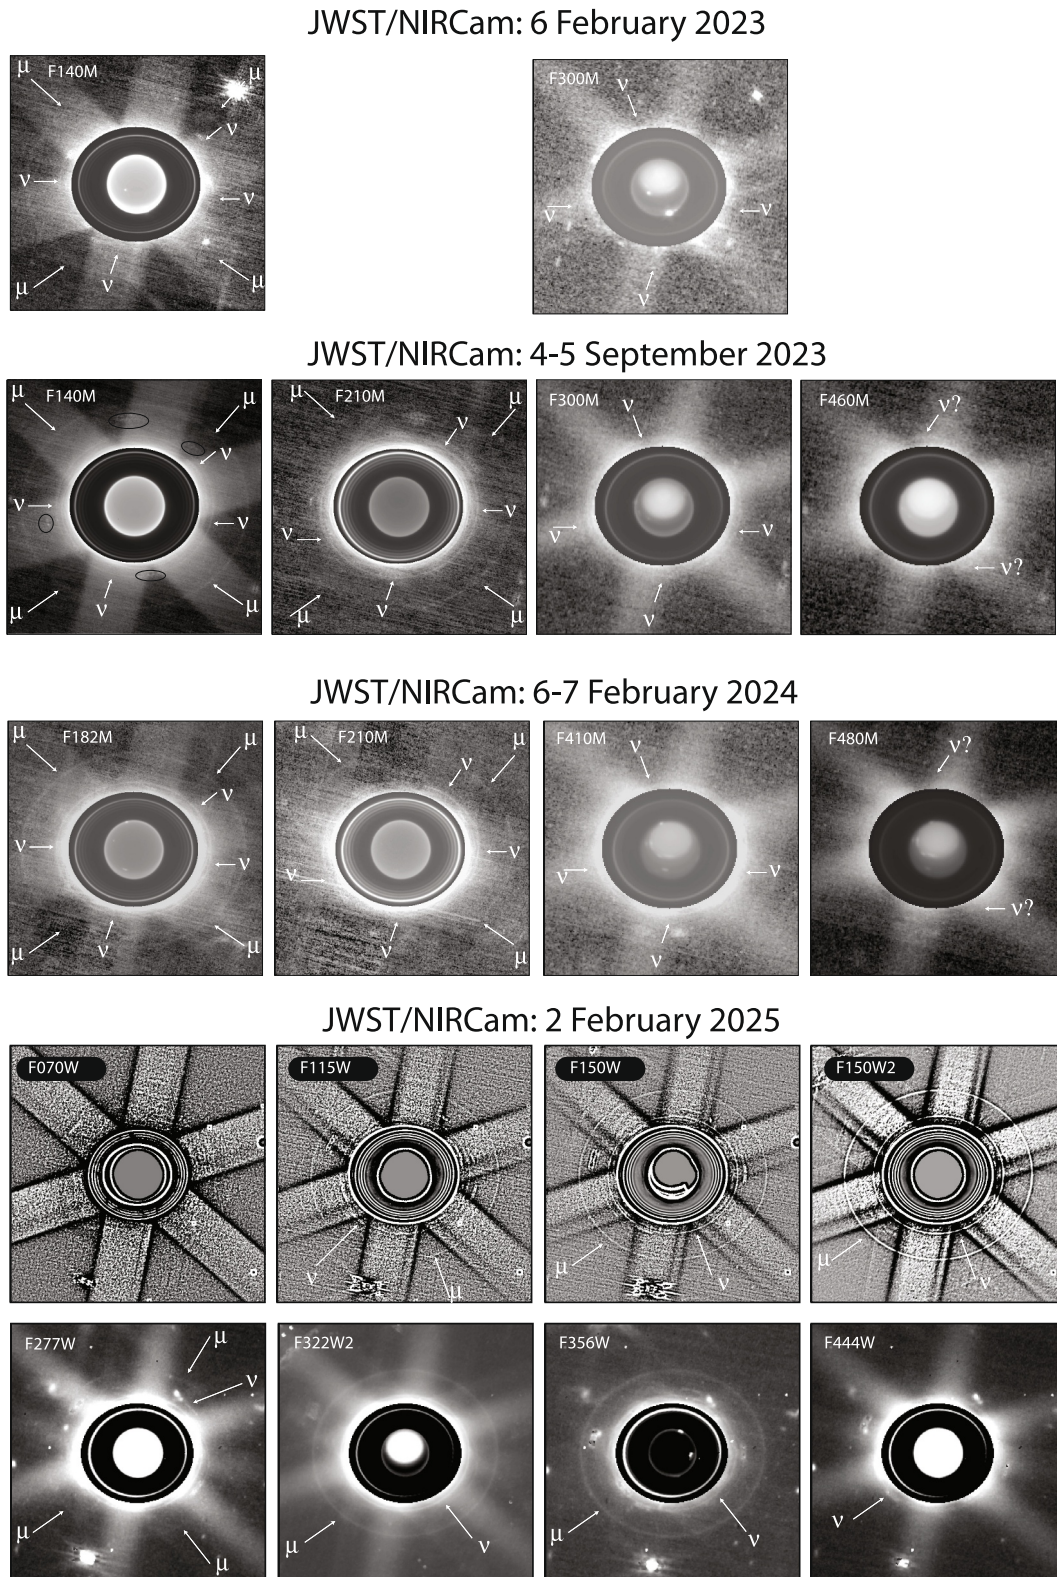 JWST/NIRCam: 6 February 2023
μ F140M μ
ν
ν ν
μ ν μ
F300M ν
ν ν
ν
JWST/NIRCam: 4-5 September 2023
F140M
μ μ
ν
ν ν
μ ν μ
F210M
μ μ
ν
ν ν
μ ν μ
F300M ν
ν ν
ν
F460M ν?
ν?
JWST/NIRCam: 6-7 February 2024
F182M
μ μ
ν
ν ν
μ ν μ
F210M
μ μ
ν
ν ν
ν μ
F410M
ν
ν ν
ν
F480M ν?
ν?
JWST/NIRCam: 2 February 2025
F070W
F115W
ν μ
F150W
μ ν
F150W2
μ ν
F277W μ
ν
μ μ
F322W2
μ ν
F356W
μ ν
F444W
ν